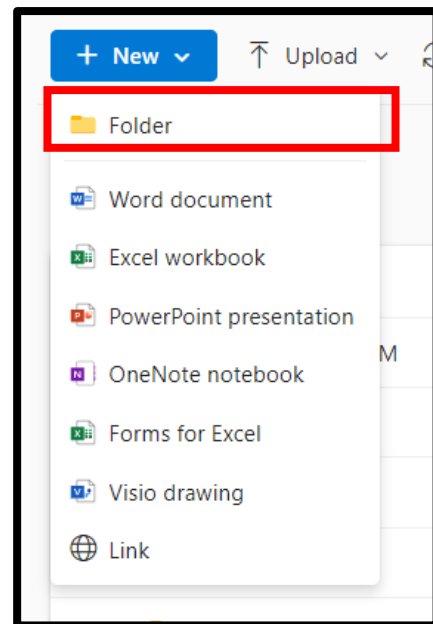 + New
Upload
Folder
Word document
Excel workbook
PowerPoint presentation
M
OneNote notebook
Forms for Excel
Visio drawing
Link